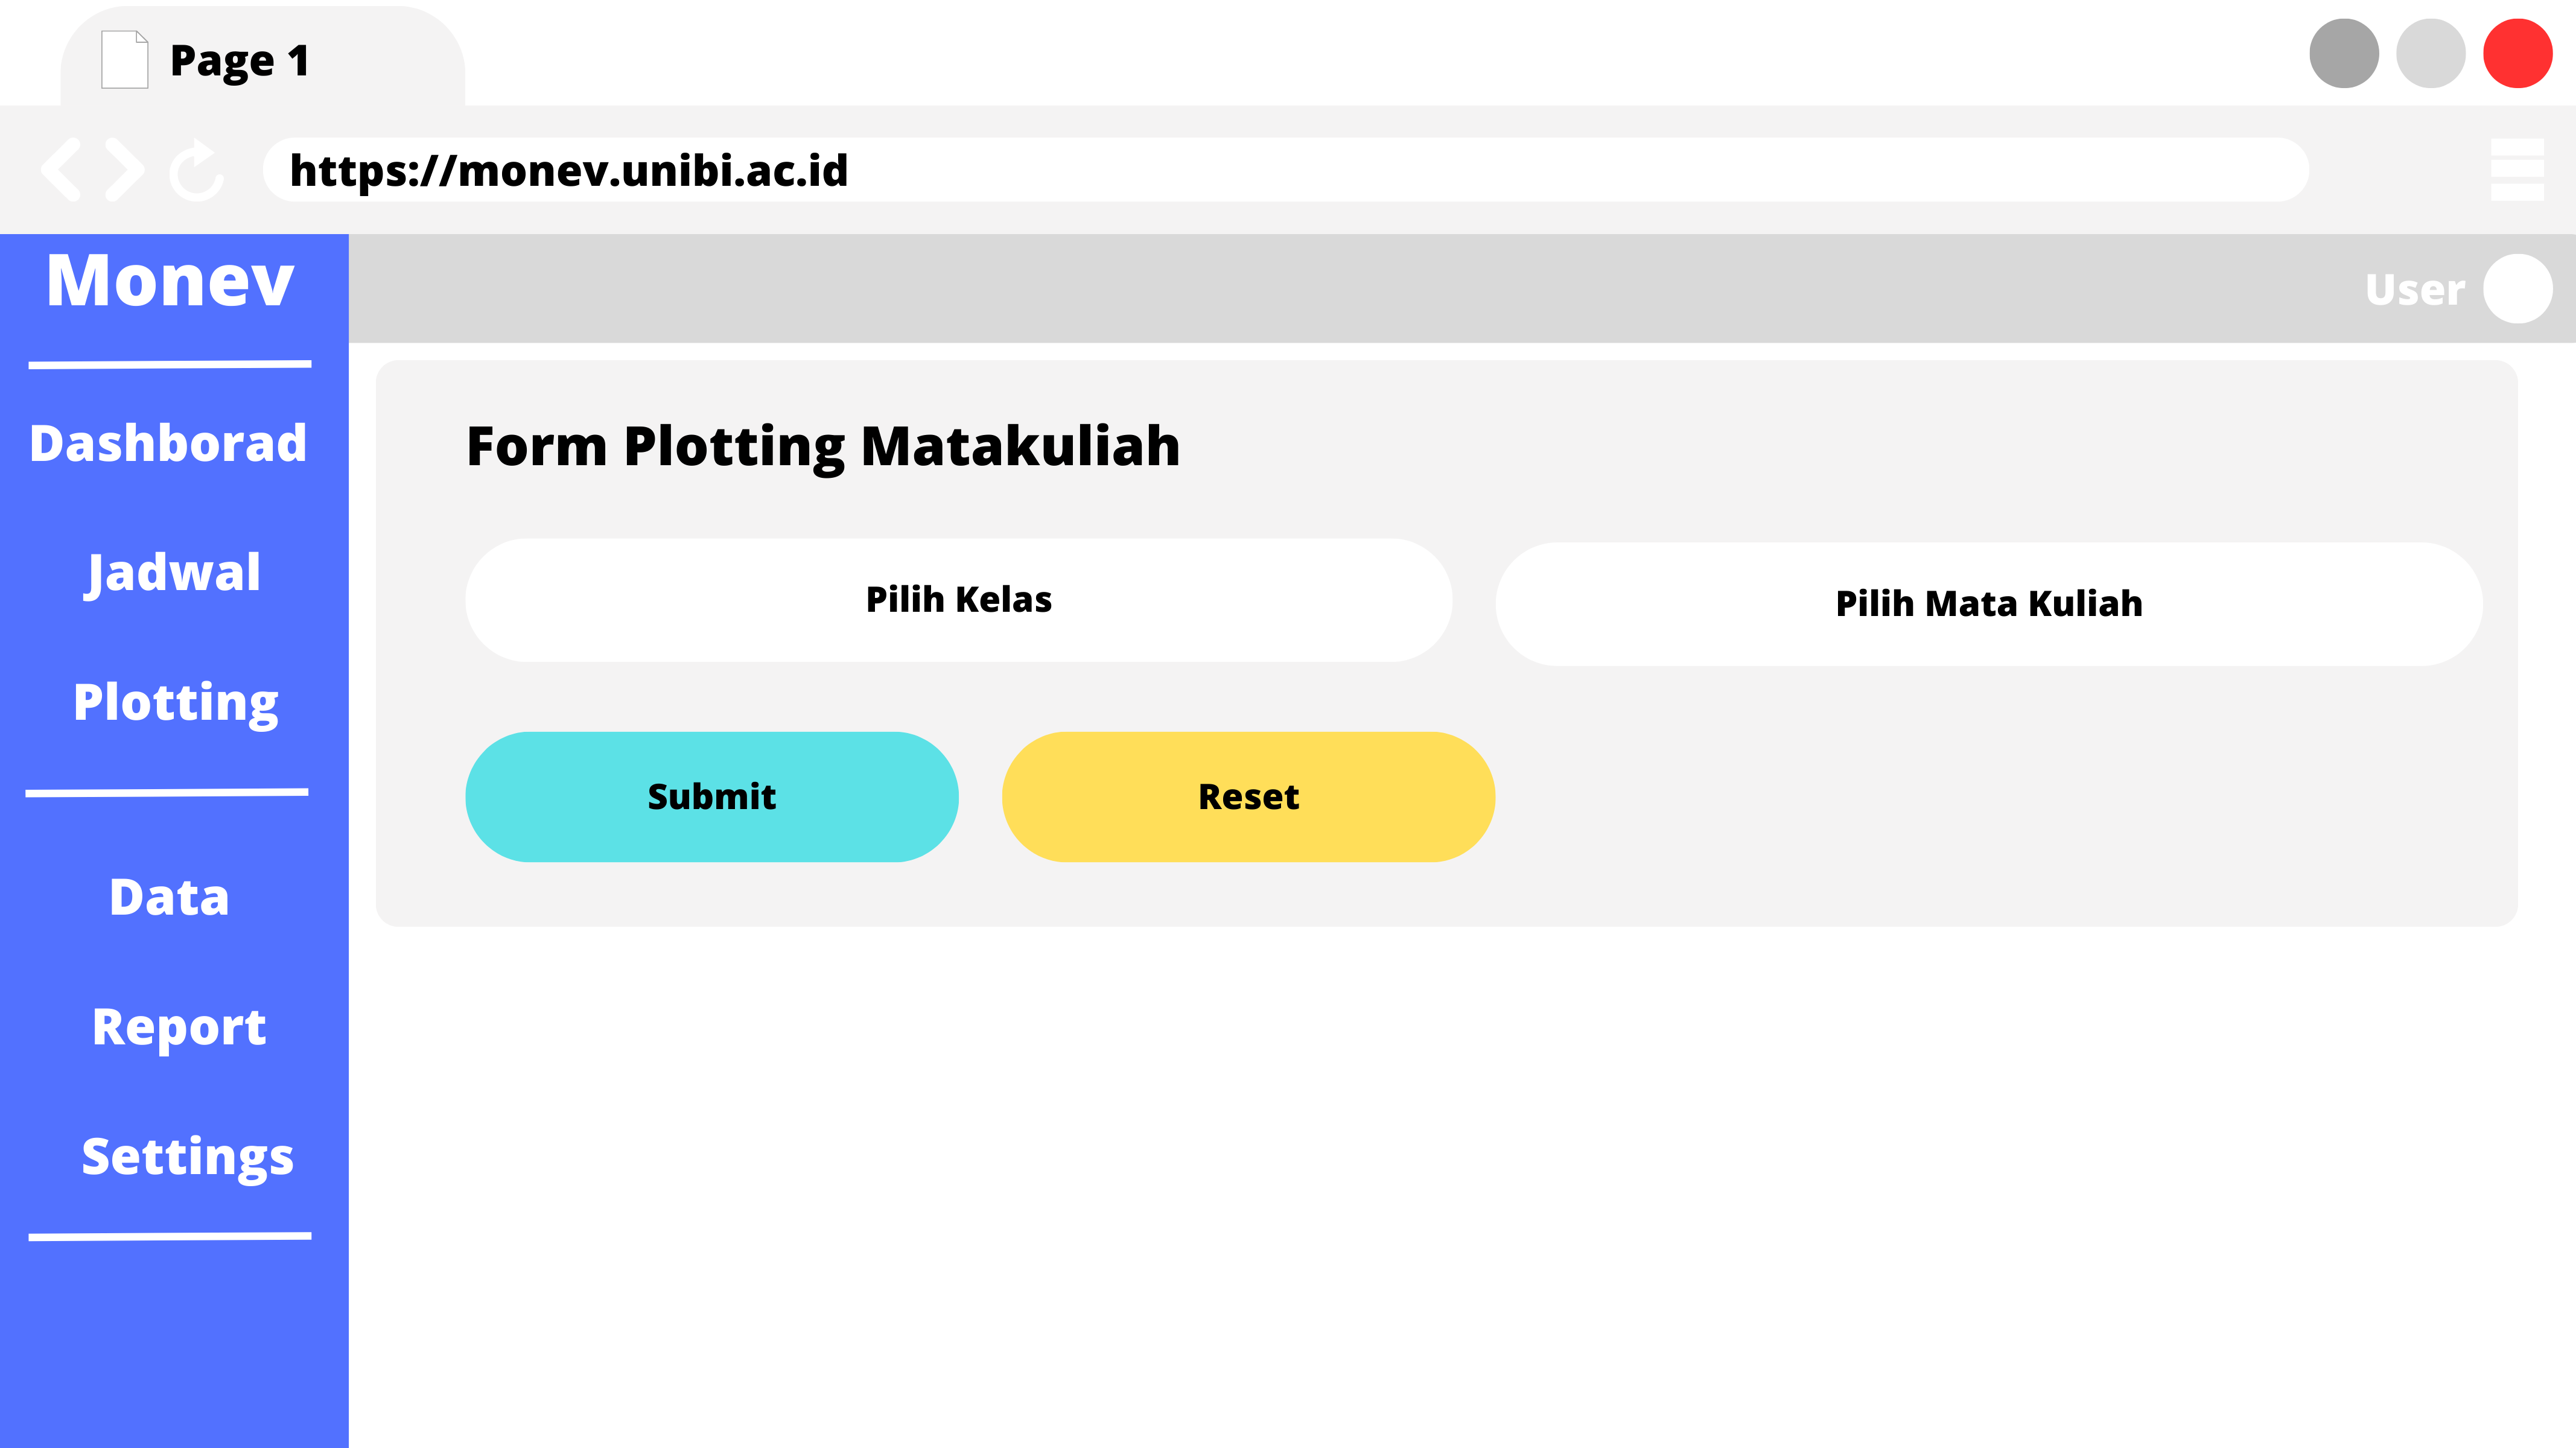 Page 1
https://monev.unibi.ac.id
Monev
User
Dashborad
Jadwal
Plotting
Data
Report
Settings
Form Plotting Matakuliah
Pilih Kelas
Pilih Mata Kuliah
Submit
Reset